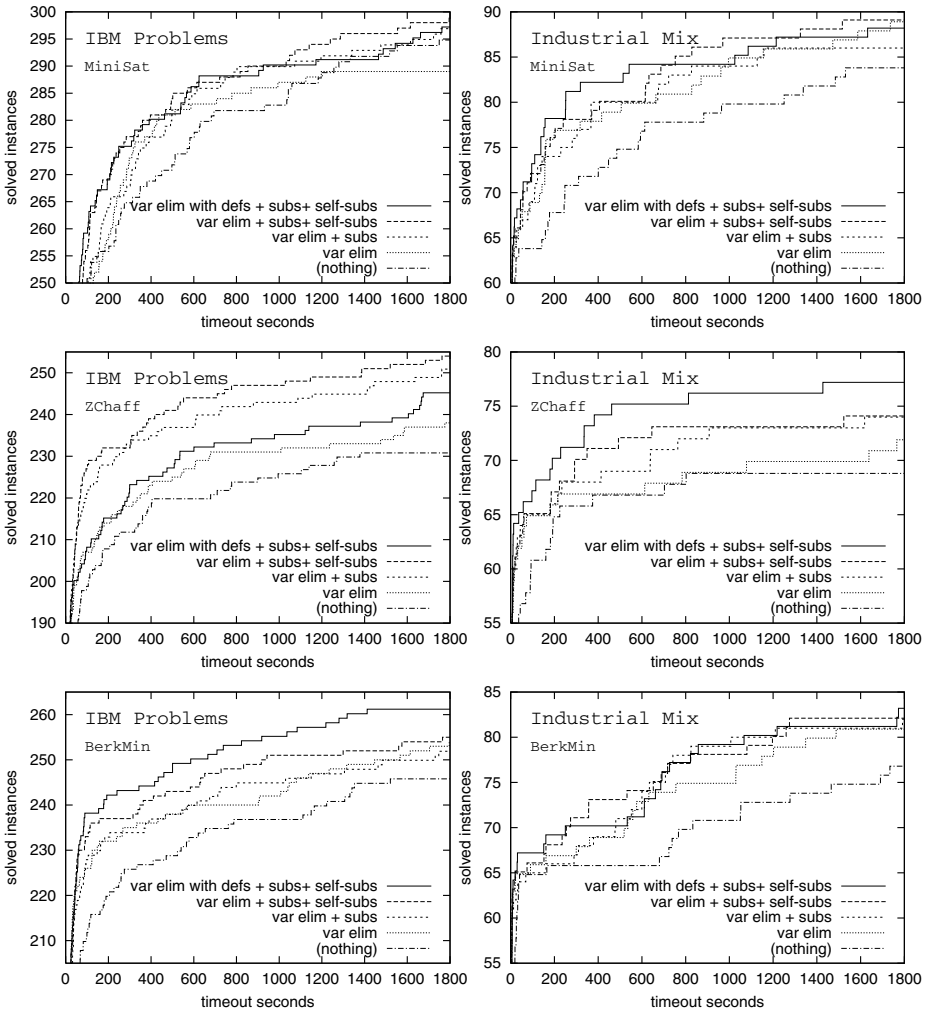 300
295
290
285
280
275
270
265
260
255
250
solved instances
IBM Problems
MiniSat
var elim with defs + subs+ self-subs
var elim + subs+ self-subs
var elim + subs
var elim
(nothing)
0 200 400 600 800 1000 1200 1400 1600 1800
timeout seconds
90
85
80
75
70
65
60
solved instances
Industrial Mix
MiniSat
var elim with defs + subs+ self-subs
var elim + subs+ self-subs
var elim + subs
var elim
(nothing)
0 200 400 600 800 1000 1200 1400 1600 1800
timeout seconds
250
240
230
220
210
200
190
solved instances
IBM Problems
ZChaff
var elim with defs + subs+ self-subs
var elim + subs+ self-subs
var elim + subs
var elim
(nothing)
0 200 400 600 800 1000 1200 1400 1600 1800
timeout seconds
80
75
70
65
60
55
solved instances
Industrial Mix
ZChaff
var elim with defs + subs+ self-subs
var elim + subs+ self-subs
var elim + subs
var elim
(nothing)
0 200 400 600 800 1000 1200 1400 1600 1800
timeout seconds
260
250
240
230
220
210
solved instances
IBM Problems
BerkMin
var elim with defs + subs+ self-subs
var elim + subs+ self-subs
var elim + subs
var elim
(nothing)
0 200 400 600 800 1000 1200 1400 1600 1800
timeout seconds
85
80
75
70
65
60
55
solved instances
Industrial Mix
BerkMin
var elim with defs + subs+ self-subs
var elim + subs+ self-subs
var elim + subs
var elim
(nothing)
0 200 400 600 800 1000 1200 1400 1600 1800
timeout seconds